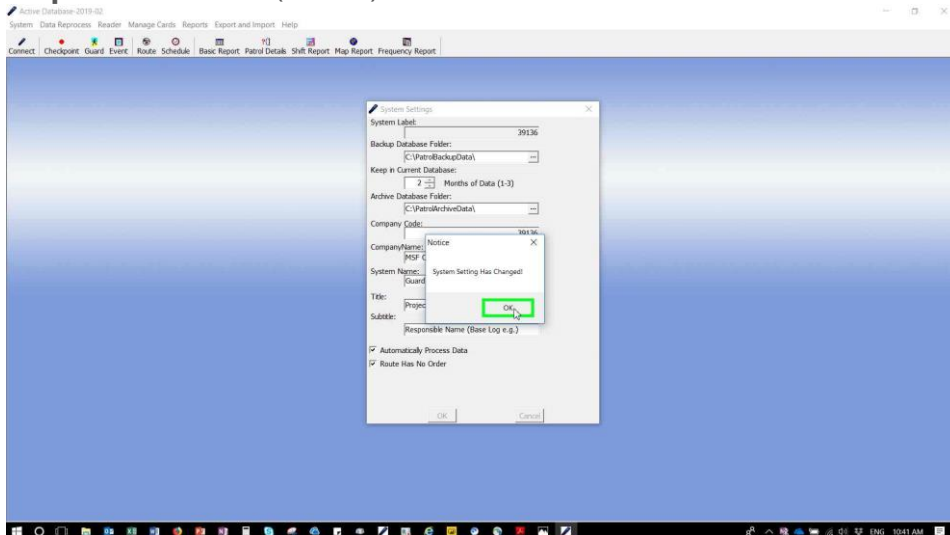 Active Database-2019-02
System Data Reprocess Reader Manage Cards Reports Export and Import Help
Connect Checkpoint Guard Event Route Schedule Basic Report Patrol Details Shift Report Map Report Frequency Report
System Settings
System Label:
39136
Backup Database Folder:
C:\PatrolBackupData\
Keep in Current Database:
2 Months of Data (1-3)
Archive Database Folder:
C:\PatrolArchiveData\
Company Code:
39136
CompanyName:
MSF
System Name:
Guard
Title:
Projec
Subtitle:
Responsible Name (Base Log e.g.)
Automatically Process Data
Route Has No Order
OK Cancel
Notice
System Setting Has Changed!
OK
ENG 10:41 AM